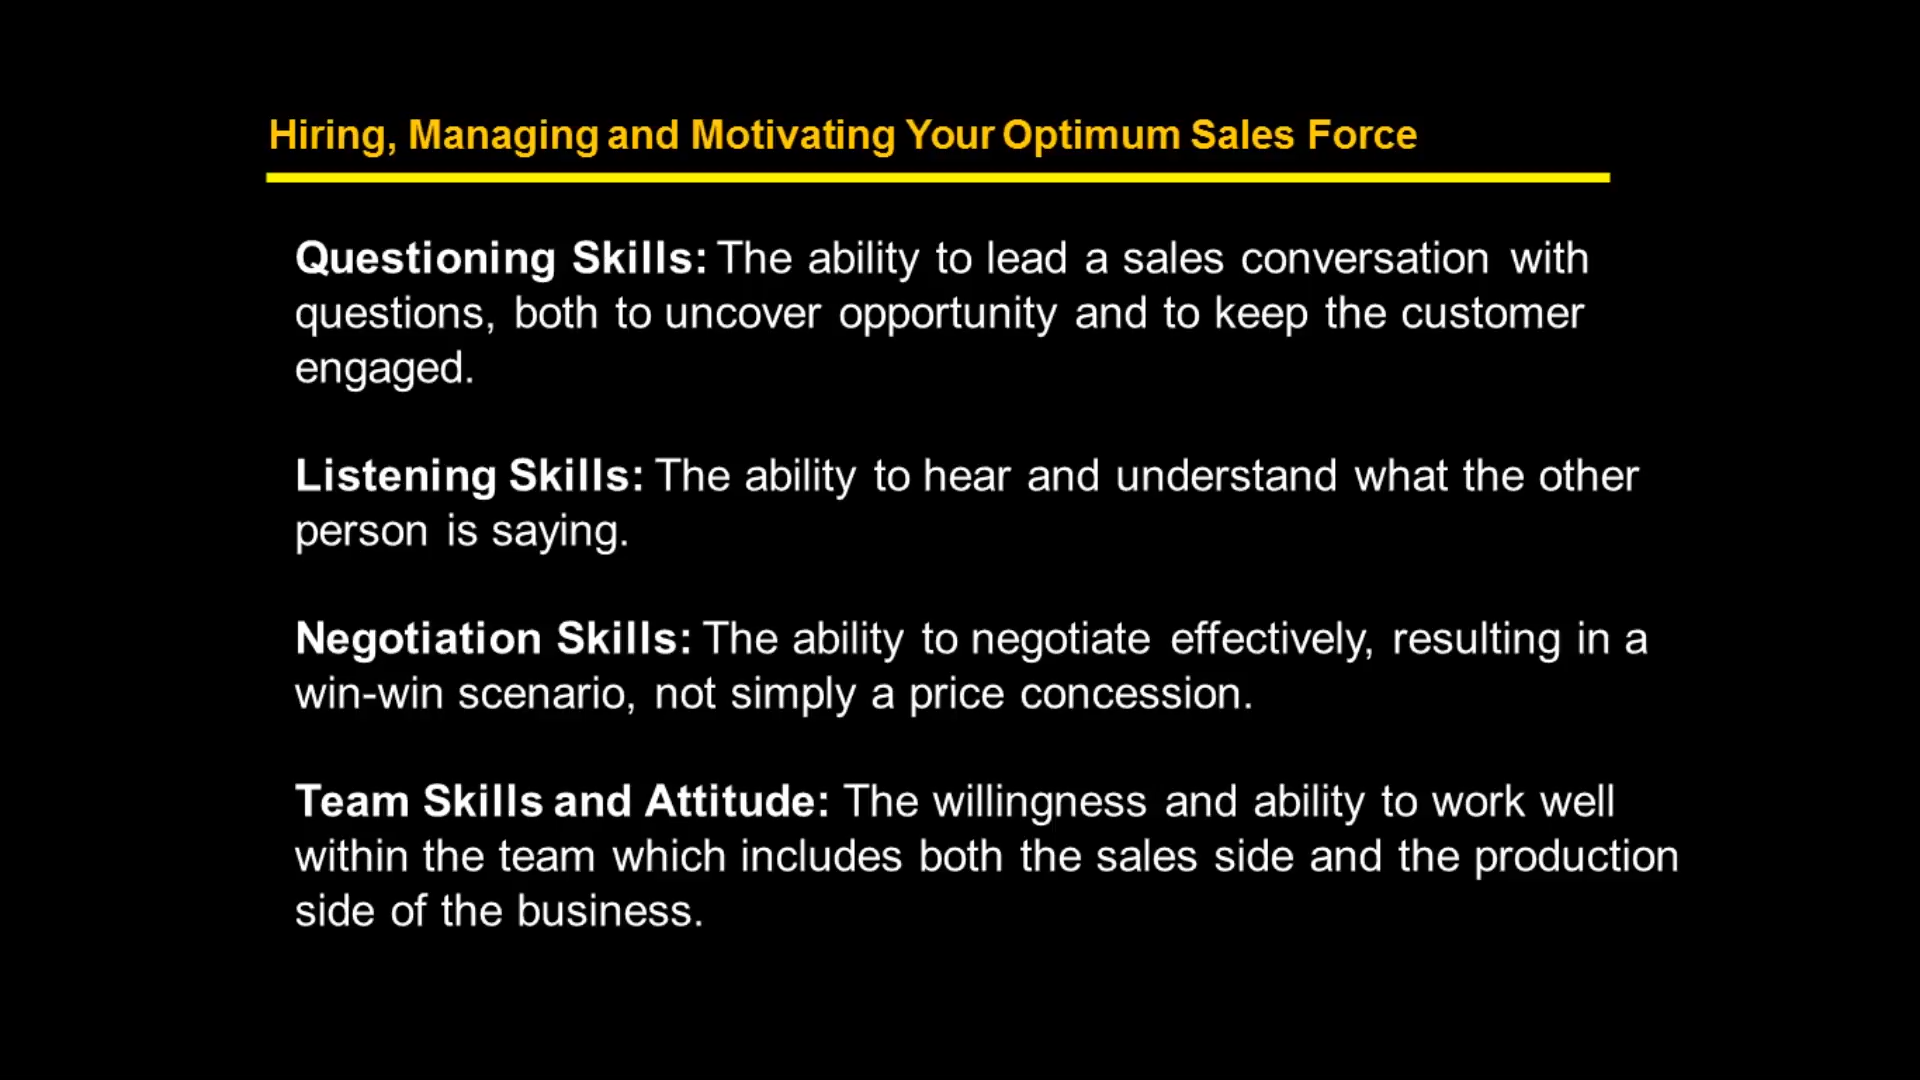 Hiring, Managing and Motivating Your Optimum Sales Force
Questioning Skills: The ability to lead a sales conversation with
questions, both to uncover opportunity and to keep the customer
engaged.
Listening Skills: The ability to hear and understand what the other
person is saying.
Negotiation Skills: The ability to negotiate effectively, resulting in a
win-win scenario, not simply a price concession.
Team Skills and Attitude: The willingness and ability to work well
within the team which includes both the sales side and the production
side of the business.